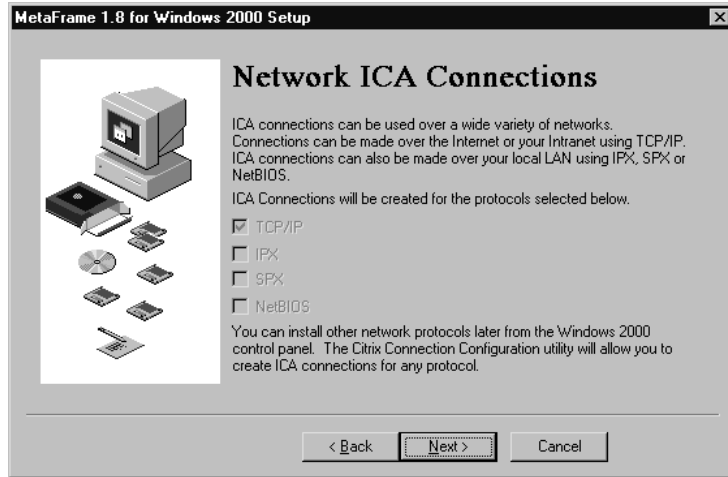 MetaFrame 1.8 for Windows 2000 Setup
Network ICA Connections
ICA connections can be used over a wide variety of networks.
Connections can be made over the Internet or your Intranet using TCP/IP.
ICA connections can also be made over your local LAN using IPX, SPX or
NetBIOS.
ICA Connections will be created for the protocols selected below.
TCP/IP
IPX
SPX
NetBIOS
You can install other network protocols later from the Windows 2000
control panel. The Citrix Connection Configuration utility will allow you to
create ICA connections for any protocol.
< Back Next > Cancel